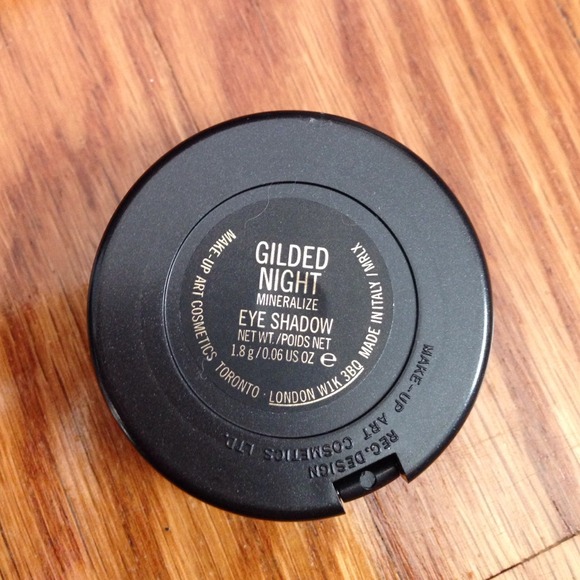 GILDED
NIGHT
MINERALIZE
EYE SHADOW
NET WT./POIDS NET
1.8 g/0.06 US OZ ℮
MAKE-UP ART COSMETICS TORONTO · LONDON W1K 3BQ MADE IN ITALY/MRLX
MAKE-UP ART COSMETICS LTD.
REG. DESIGN